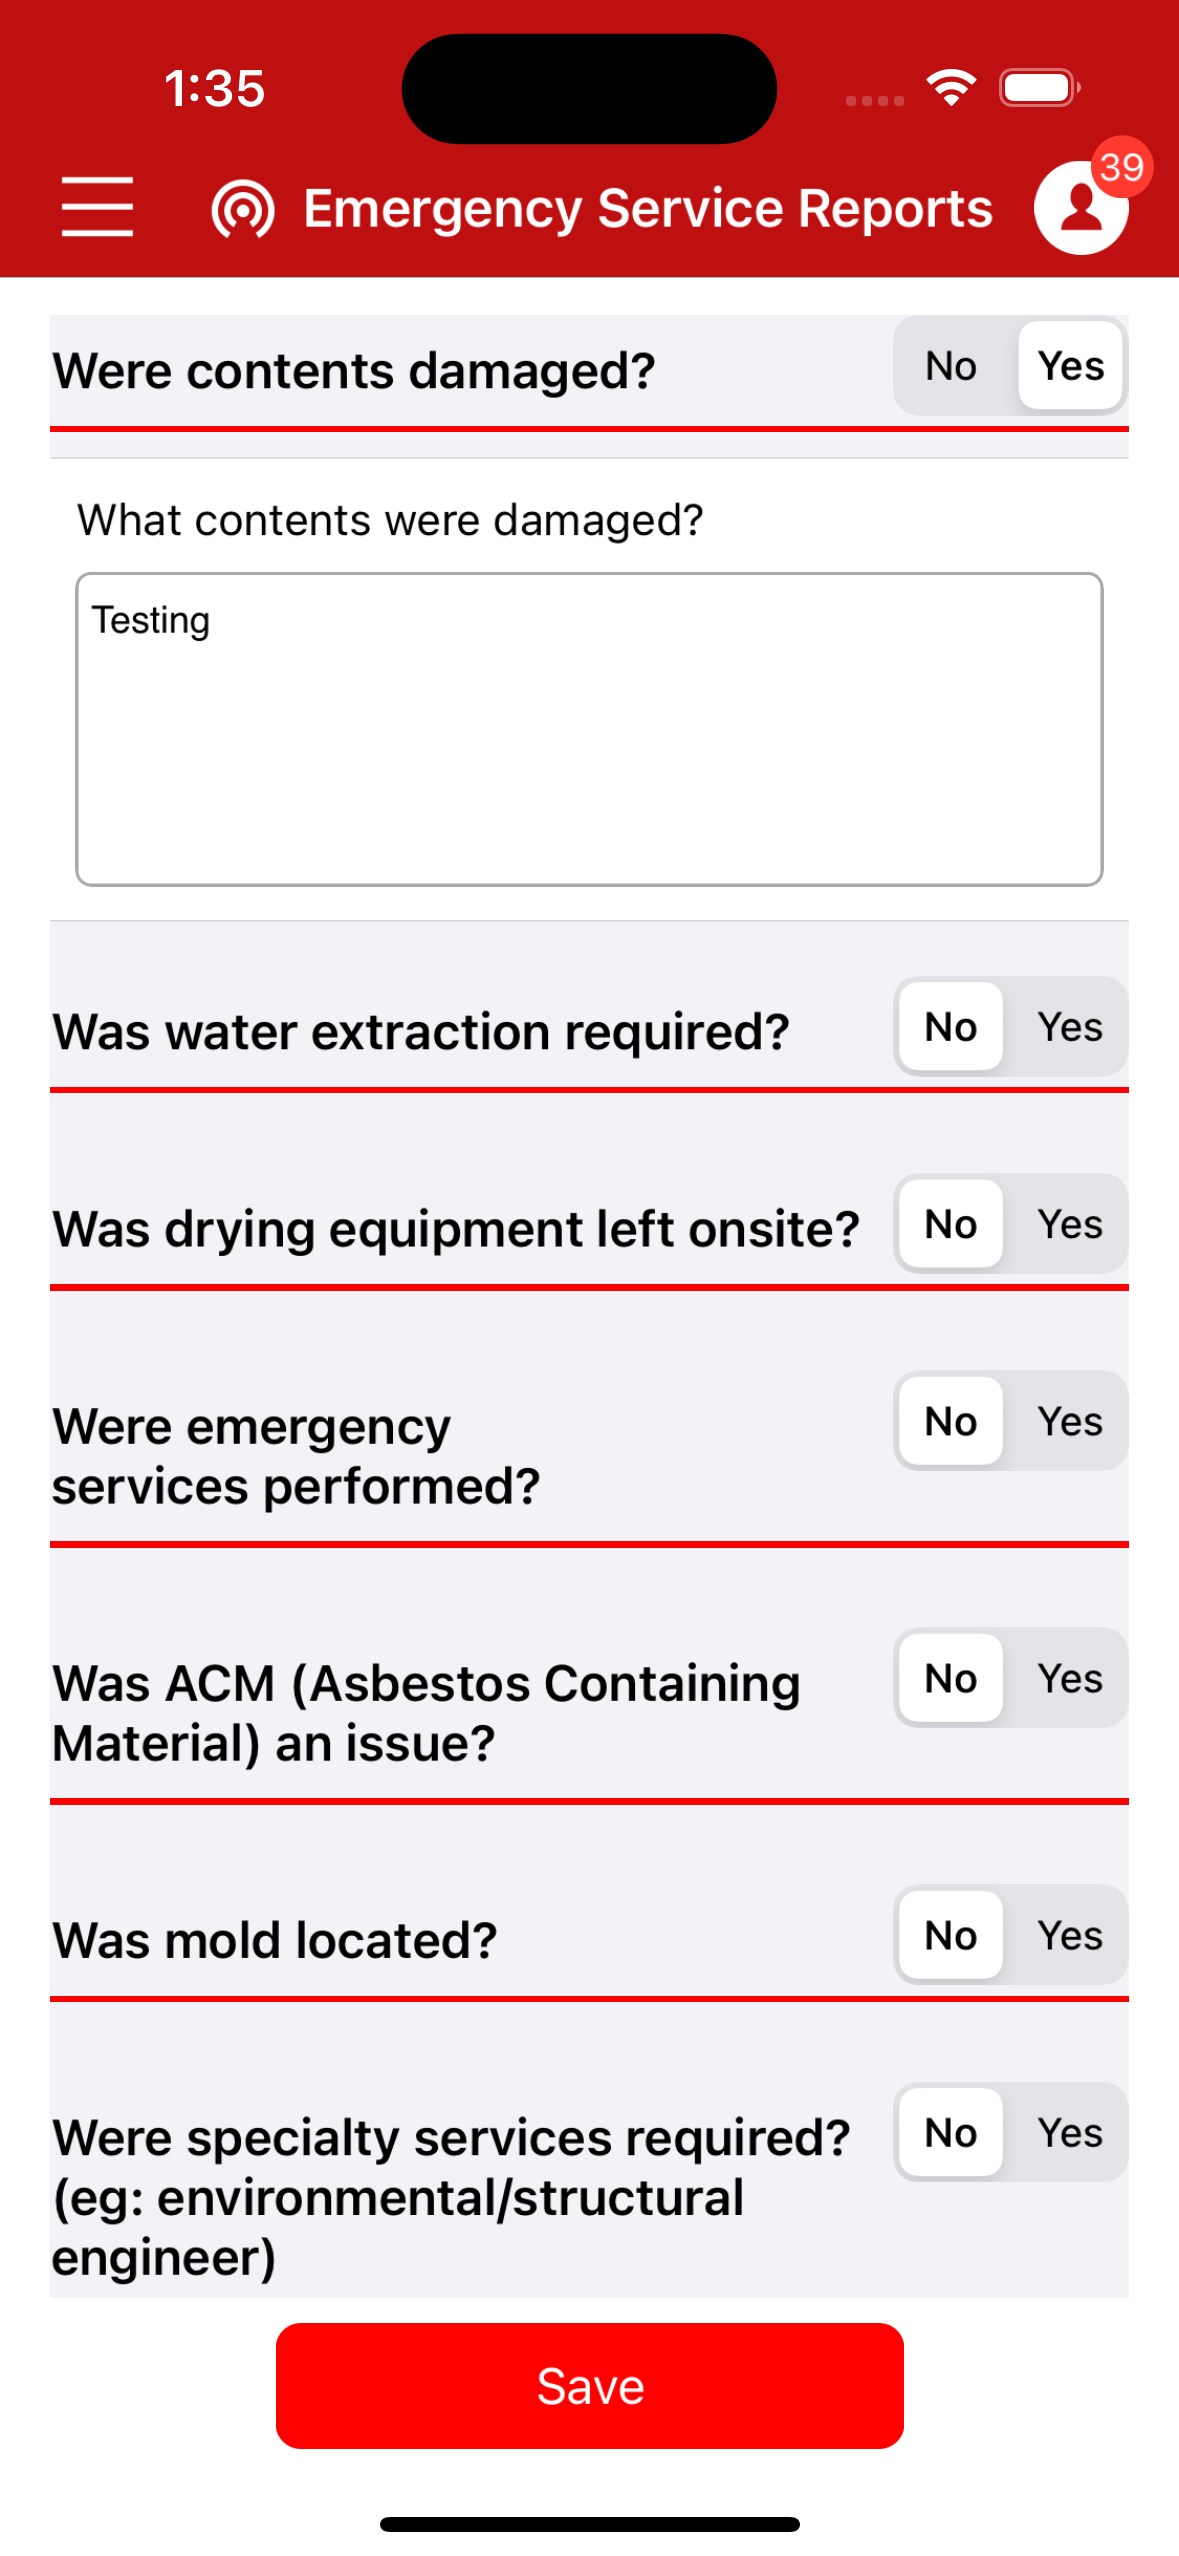 1:35
39
Emergency Service Reports
Were contents damaged? No Yes
What contents were damaged?
Testing
Was water extraction required? No Yes
Was drying equipment left onsite? No Yes
Were emergency No Yes
services performed?
Was ACM (Asbestos Containing No Yes
Material) an issue?
Was mold located? No Yes
Were specialty services required? No Yes
(eg: environmental/structural
engineer)
Save